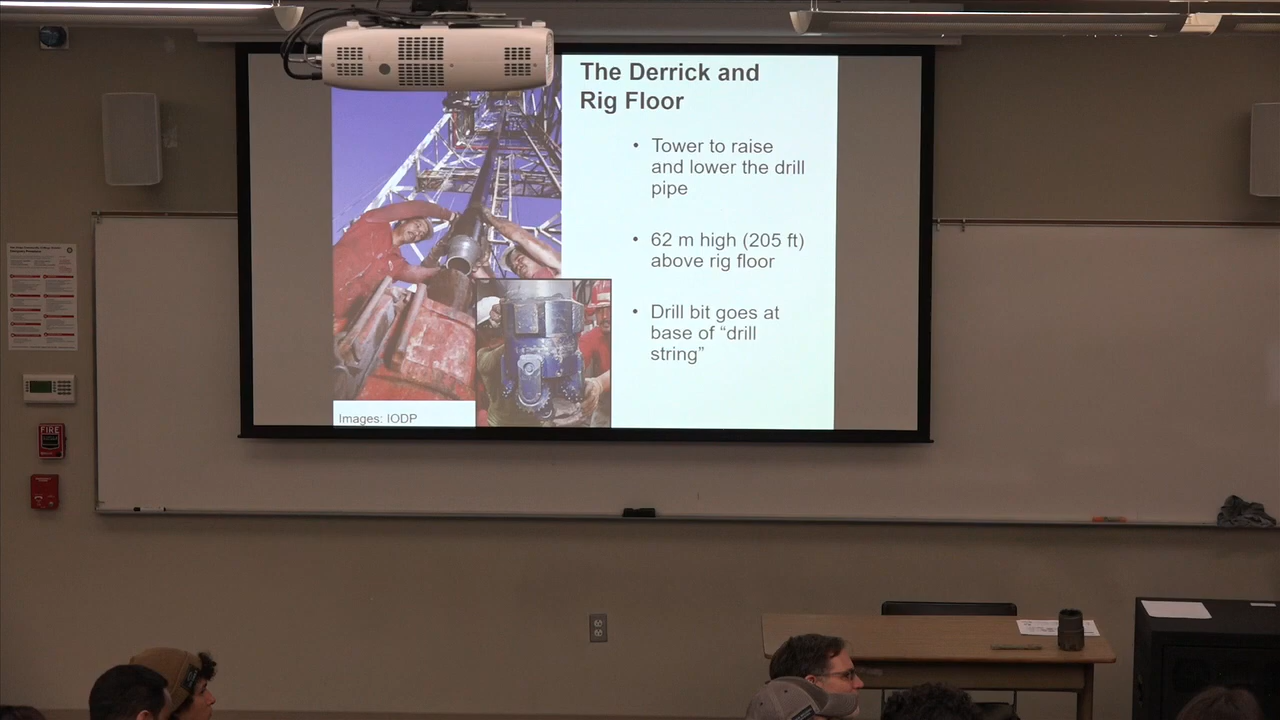 The Derrick and
Rig Floor
• Tower to raise
and lower the drill
pipe
• 62 m high (205 ft)
above rig floor
• Drill bit goes at
base of “drill
string”
Images: IODP
FIRE